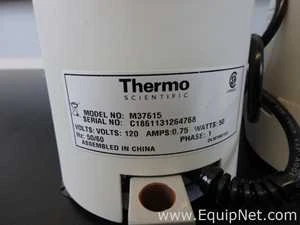 Thermo
SCIENTIFIC
MODEL NO: M37615
SERIAL NO: C1861131264768
VOLTS: VOLTS: 120 AMPS:0.75 WATTS: 50
Hz: 50/60 PHASE: 1
ASSEMBLED IN CHINA
www.EquipNet.com